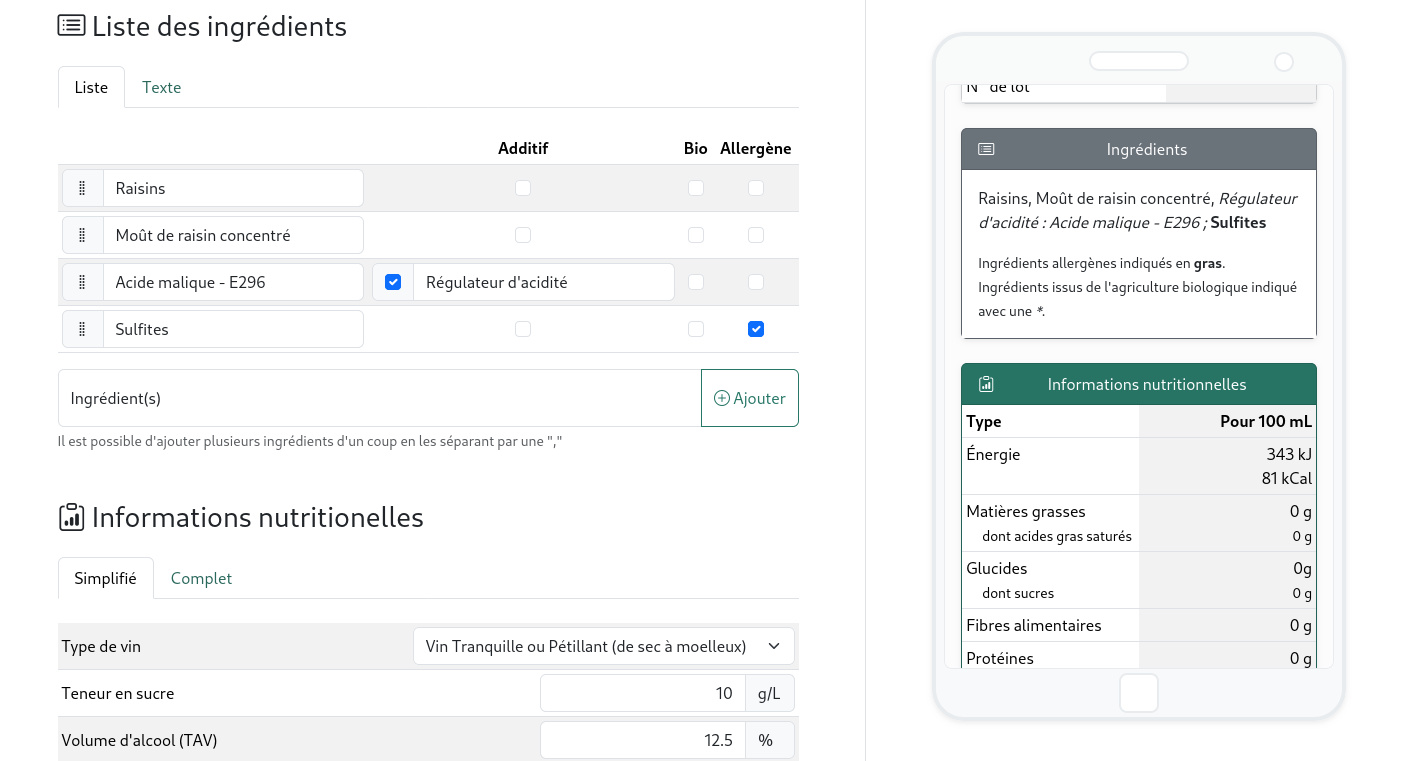 Liste des ingrédients
Liste Texte
Additif Bio Allergène
Raisins
Moût de raisin concentré
Acide malique - E296 Régulateur d'acidité
Sulfites
Ingrédient(s) Ajouter
Il est possible d'ajouter plusieurs ingrédients d'un coup en les séparant par une ","
Informations nutritionelles
Simplifié Complet
Type de vin Vin Tranquille ou Pétillant (de sec à moelleux)
Teneur en sucre 10 g/L
Volume d'alcool (TAV) 12.5 %
N° de lot
Ingrédients
Raisins, Moût de raisin concentré, Régulateur
d'acidité : Acide malique - E296 ; Sulfites
Ingrédients allergènes indiqués en gras.
Ingrédients issus de l'agriculture biologique indiqué
avec une *.
Informations nutritionnelles
Type Pour 100 mL
Énergie 343 kJ
81 kCal
Matières grasses 0 g
dont acides gras saturés 0 g
Glucides 0g
dont sucres 0 g
Fibres alimentaires 0 g
Protéines 0 g